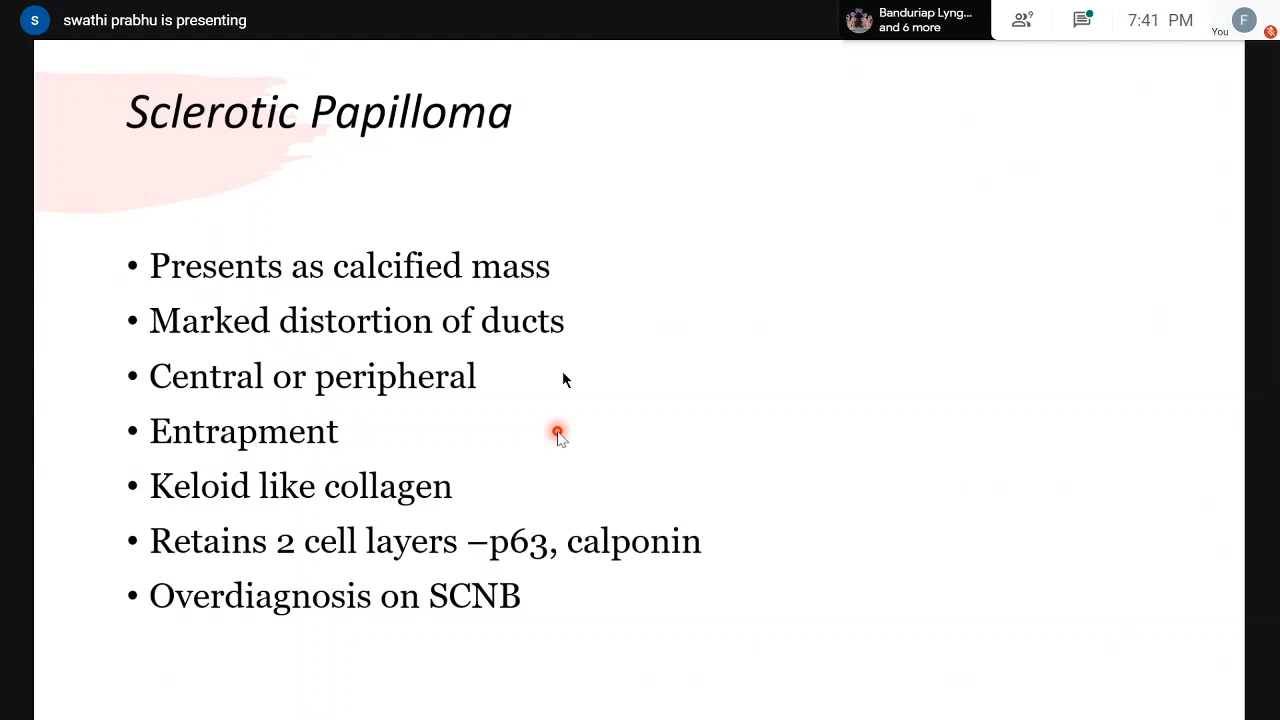 S swathi prabhu is presenting
Banduriap Lyng...
and 6 more
9
7:41 PM
You
F
Sclerotic Papilloma
• Presents as calcified mass
• Marked distortion of ducts
• Central or peripheral
• Entrapment
• Keloid like collagen
• Retains 2 cell layers –p63, calponin
• Overdiagnosis on SCNB